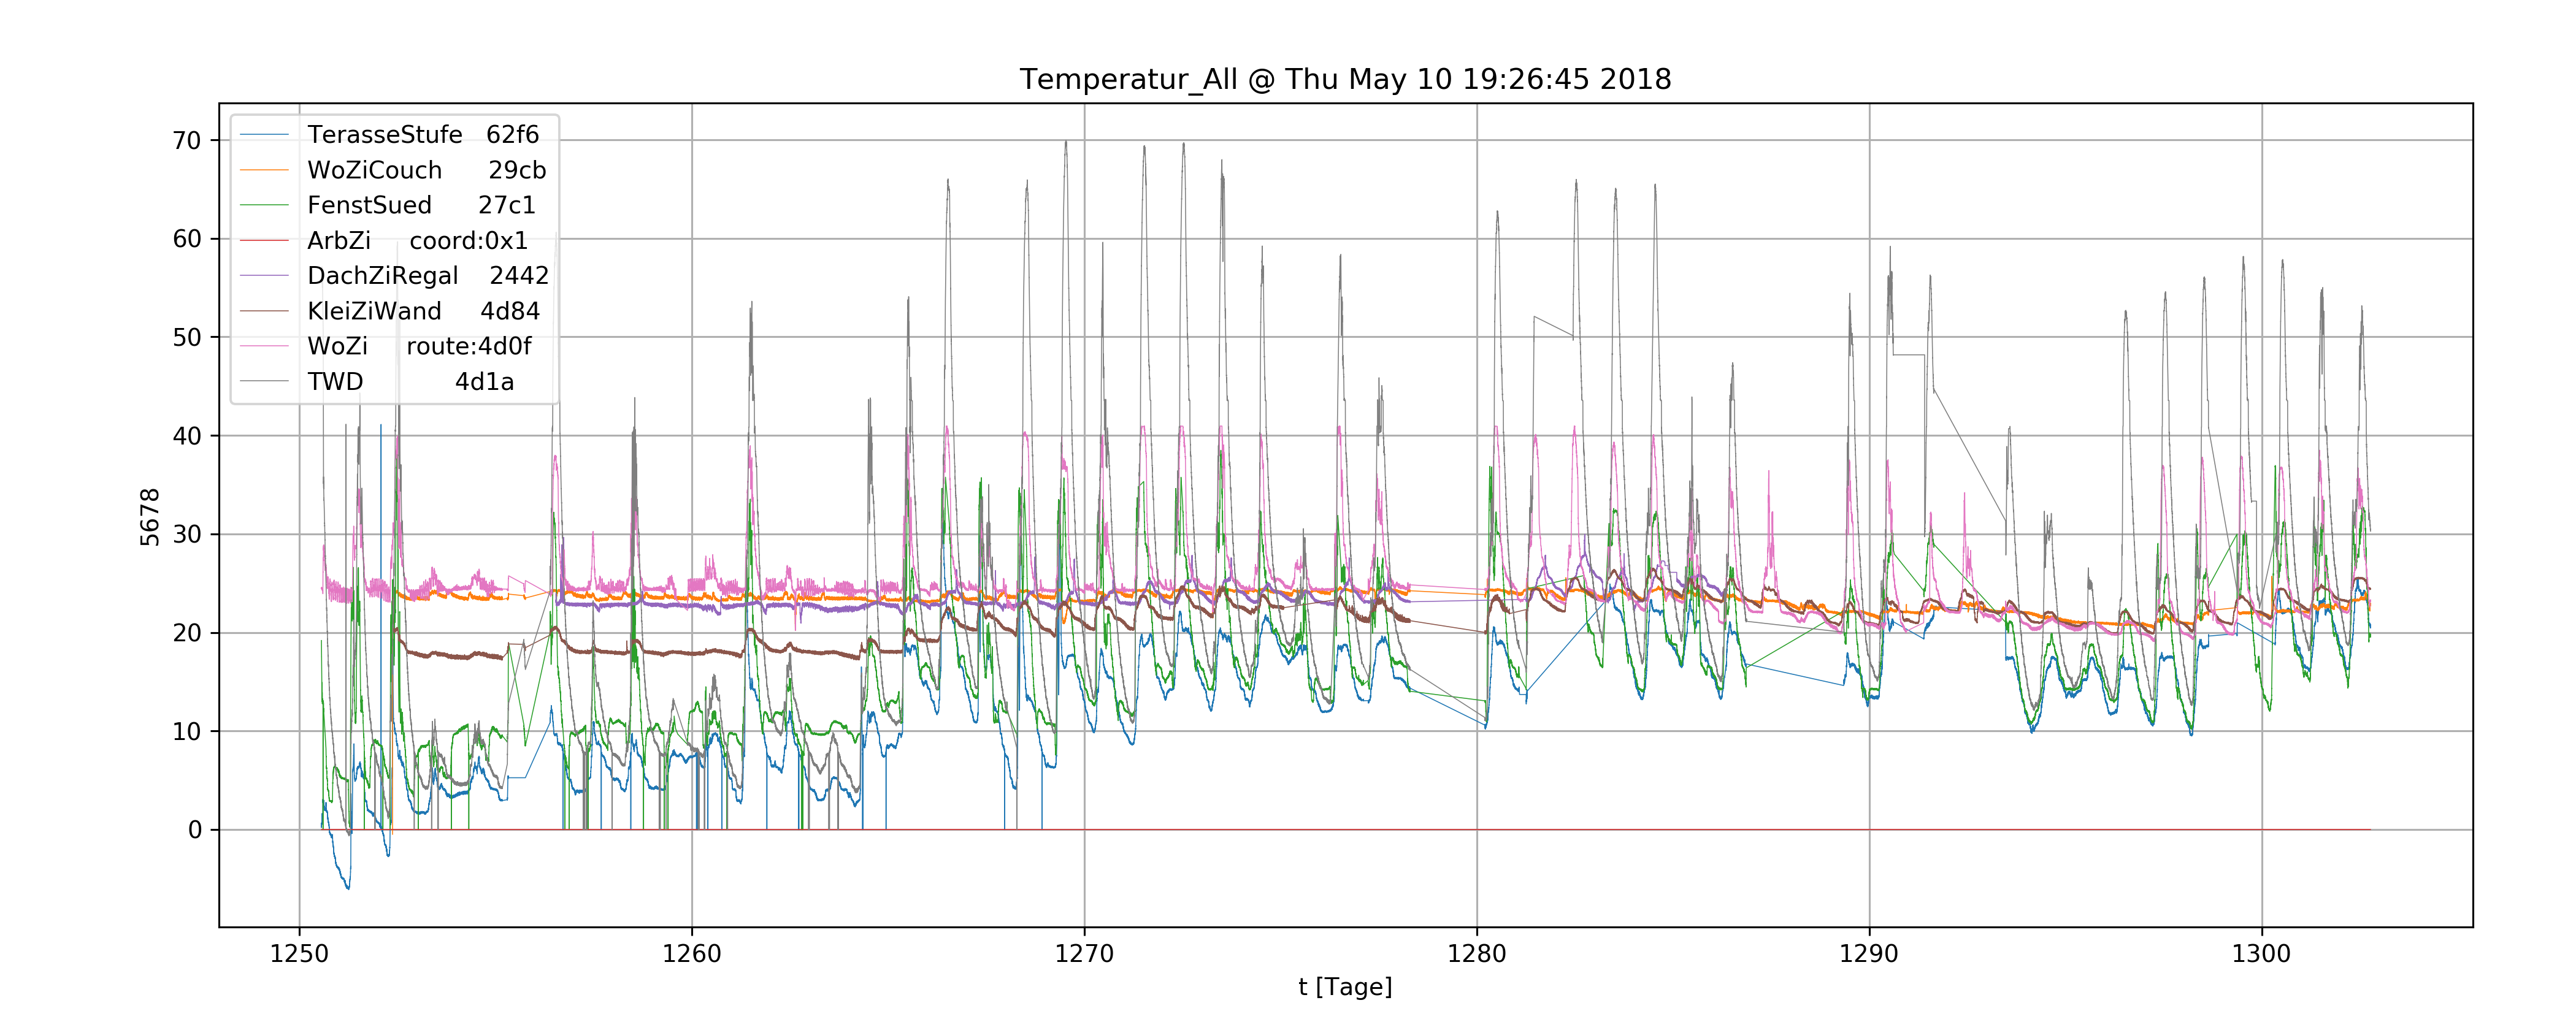 Temperatur_All @ Thu May 10 19:26:45 2018
TerasseStufe 62f6
WoZiCouch 29cb
FenstSued 27c1
ArbZi coord:0x1
DachZiRegal 2442
KleiZiWand 4d84
WoZi route:4d0f
TWD 4d1a
70
60
50
40
30
20
10
0
5678
1250 1260 1270 1280 1290 1300
t [Tage]